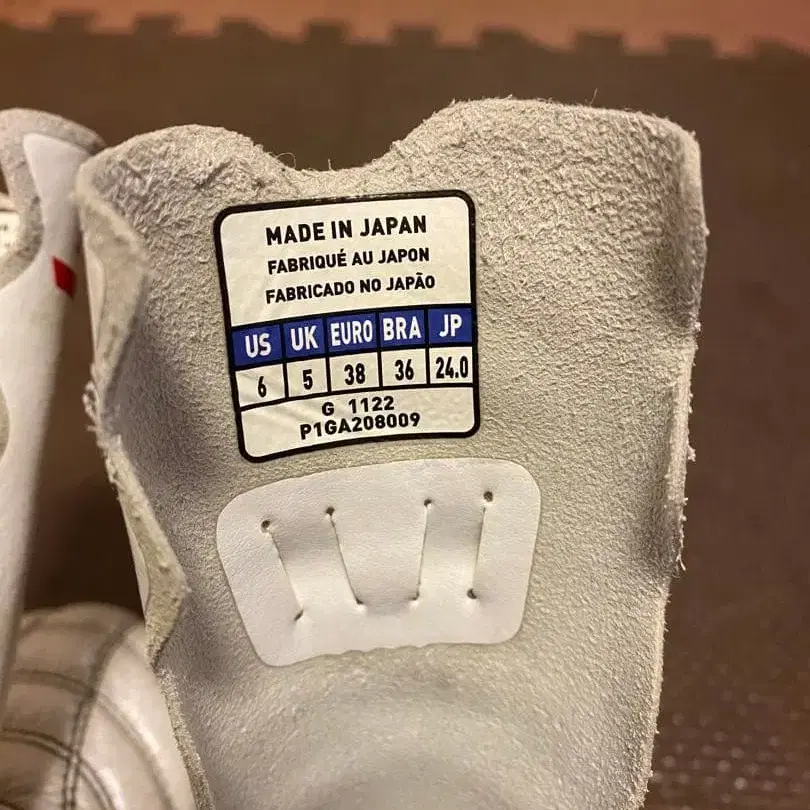 MADE IN JAPAN
FABRIQUÉ AU JAPON
FABRICADO NO JAPÃO
US UK EURO BRA JP
6 5 38 36 24.0
G 1122
P1GA208009